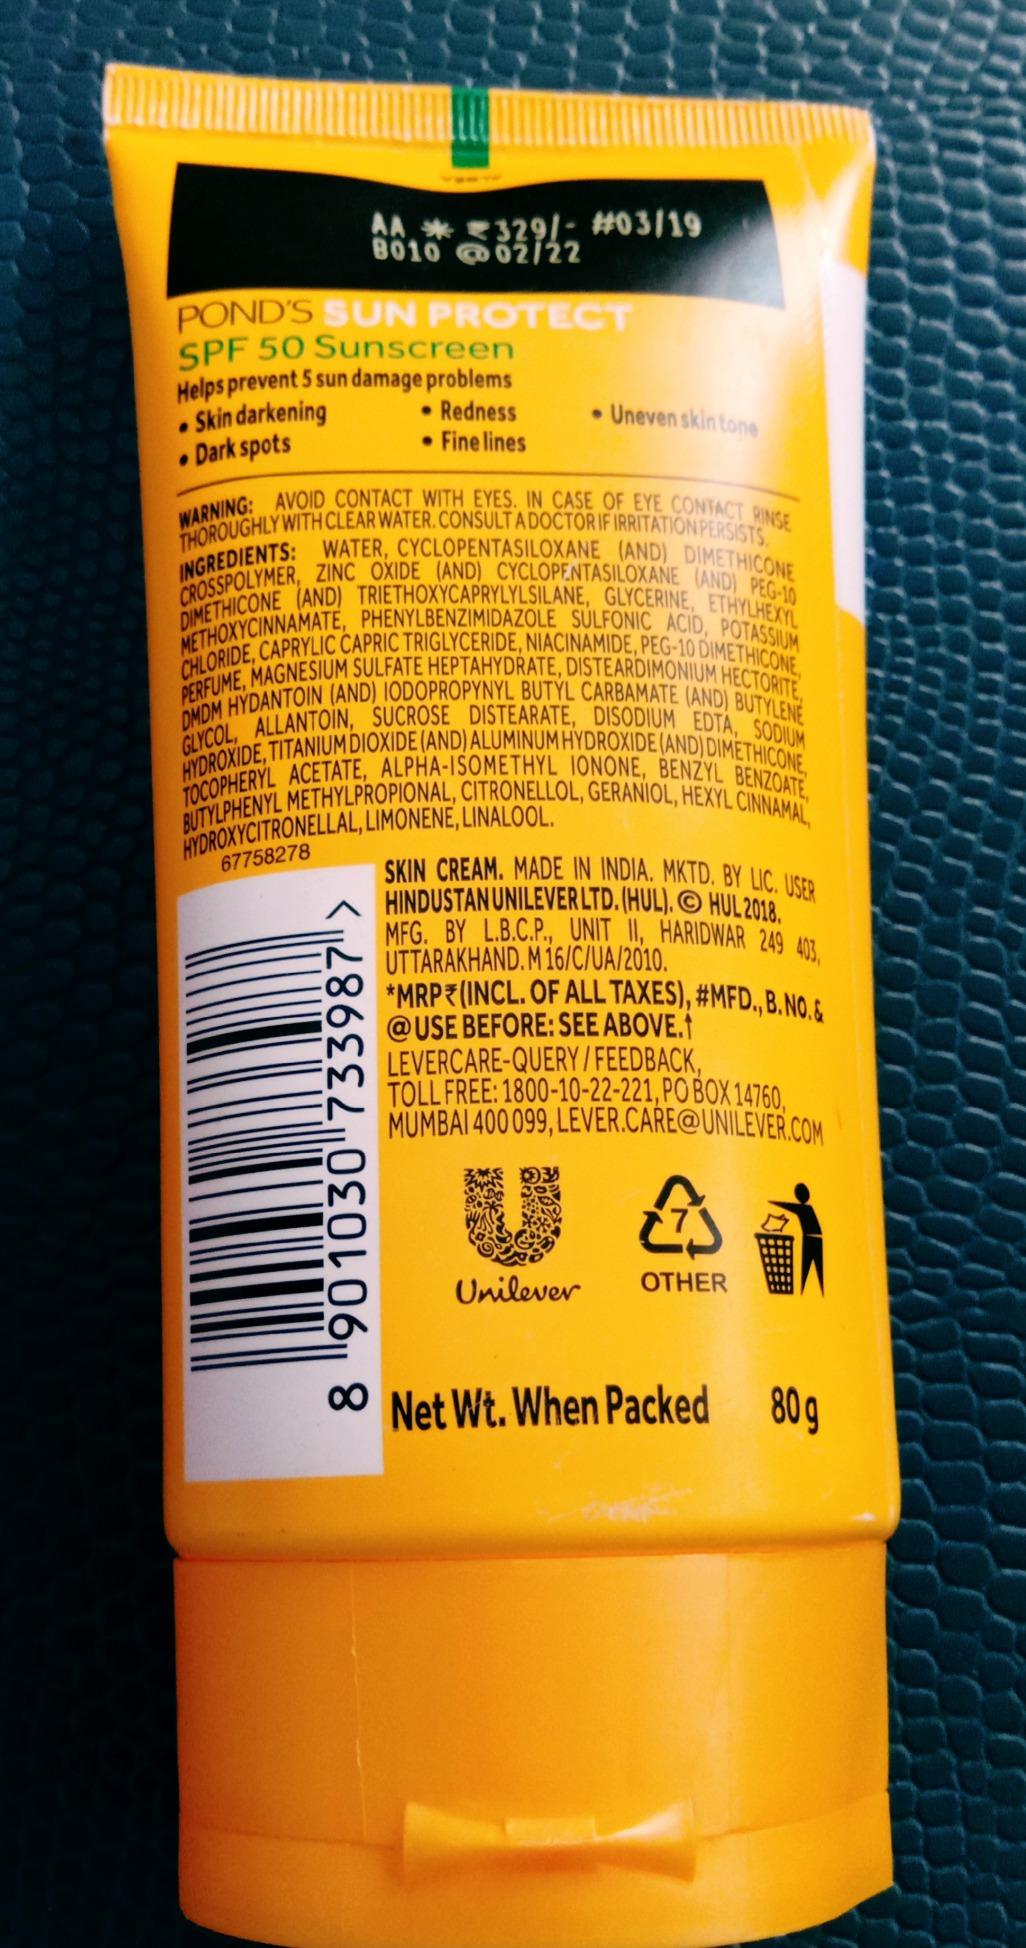 AA * ₹329/- #03/19
B010 @02/22
POND'S SUN PROTECT
SPF 50 Sunscreen
Helps prevent 5 sun damage problems
• Skin darkening • Redness • Uneven skin tone
• Dark spots • Fine lines
WARNING: AVOID CONTACT WITH EYES. IN CASE OF EYE CONTACT RINSE
THOROUGHLY WITH CLEAR WATER. CONSULT A DOCTOR IF IRRITATION PERSISTS.
INGREDIENTS: WATER, CYCLOPENTASILOXANE (AND) DIMETHICONE
CROSSPOLYMER, ZINC OXIDE (AND) CYCLOPENTASILOXANE (AND) PEG-10
DIMETHICONE (AND) TRIETHOXYCAPRYLYLSILANE, GLYCERINE, ETHYLHEXYL
METHOXYCINNAMATE, PHENYLBENZIMIDAZOLE SULFONIC ACID, POTASSIUM
CHLORIDE, CAPRYLIC CAPRIC TRIGLYCERIDE, NIACINAMIDE, PEG-10 DIMETHICONE,
PERFUME, MAGNESIUM SULFATE HEPTAHYDRATE, DISTEARDIMONIUM HECTORITE,
DMDM HYDANTOIN (AND) IODOPROPYNYL BUTYL CARBAMATE (AND) BUTYLENE
GLYCOL, ALLANTOIN, SUCROSE DISTEARATE, DISODIUM EDTA, SODIUM
HYDROXIDE, TITANIUM DIOXIDE (AND) ALUMINUM HYDROXIDE (AND) DIMETHICONE,
TOCOPHERYL ACETATE, ALPHA-ISOMETHYL IONONE, BENZYL BENZOATE,
BUTYLPHENYL METHYLPROPIONAL, CITRONELLOL, GERANIOL, HEXYL CINNAMAL,
HYDROXYCITRONELLAL, LIMONENE, LINALOOL.
67758278
SKIN CREAM. MADE IN INDIA. MKTD. BY LIC. USER
HINDUSTAN UNILEVER LTD. (HUL). © HUL 2018.
MFG. BY L.B.C.P., UNIT II, HARIDWAR 249 403,
UTTARAKHAND. M 16/C/UA/2010.
*MRP₹ (INCL. OF ALL TAXES), #MFD., B. NO. &
@ USE BEFORE: SEE ABOVE.↑
LEVERCARE-QUERY / FEEDBACK,
TOLL FREE: 1800-10-22-221, PO BOX 14760,
MUMBAI 400 099, LEVER.CARE@UNILEVER.COM
8 901030 733987 >
Unilever
7
OTHER
Net Wt. When Packed 80 g